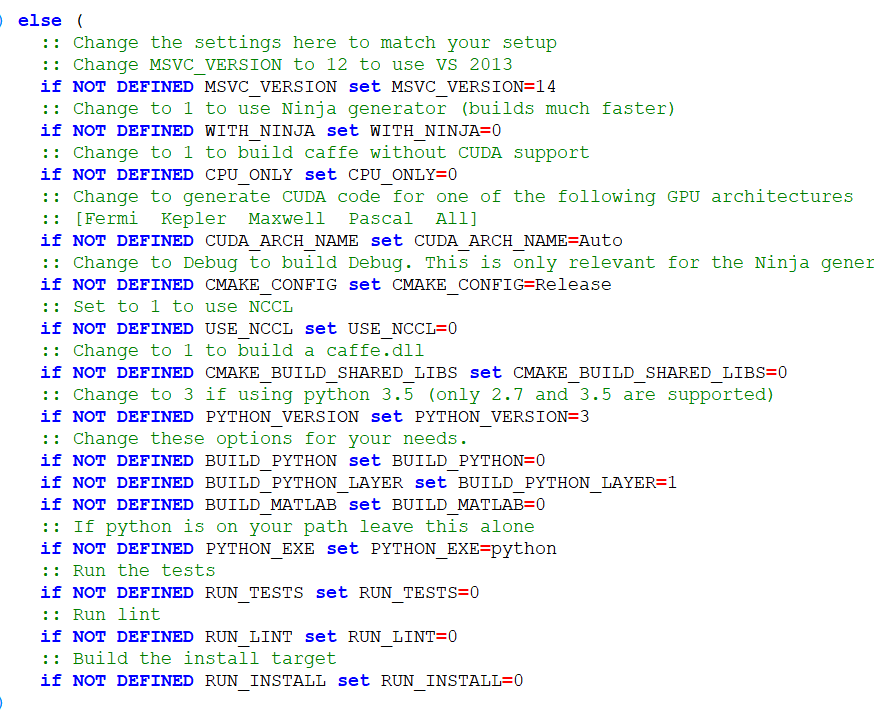 ) else (
:: Change the settings here to match your setup
:: Change MSVC_VERSION to 12 to use VS 2013
if NOT DEFINED MSVC_VERSION set MSVC_VERSION=14
:: Change to 1 to use Ninja generator (builds much faster)
if NOT DEFINED WITH_NINJA set WITH_NINJA=0
:: Change to 1 to build caffe without CUDA support
if NOT DEFINED CPU_ONLY set CPU_ONLY=0
:: Change to generate CUDA code for one of the following GPU architectures
:: [Fermi  Kepler  Maxwell  Pascal  All]
if NOT DEFINED CUDA_ARCH_NAME set CUDA_ARCH_NAME=Auto
:: Change to Debug to build Debug. This is only relevant for the Ninja gener
if NOT DEFINED CMAKE_CONFIG set CMAKE_CONFIG=Release
:: Set to 1 to use NCCL
if NOT DEFINED USE_NCCL set USE_NCCL=0
:: Change to 1 to build a caffe.dll
if NOT DEFINED CMAKE_BUILD_SHARED_LIBS set CMAKE_BUILD_SHARED_LIBS=0
:: Change to 3 if using python 3.5 (only 2.7 and 3.5 are supported)
if NOT DEFINED PYTHON_VERSION set PYTHON_VERSION=3
:: Change these options for your needs.
if NOT DEFINED BUILD_PYTHON set BUILD_PYTHON=0
if NOT DEFINED BUILD_PYTHON_LAYER set BUILD_PYTHON_LAYER=1
if NOT DEFINED BUILD_MATLAB set BUILD_MATLAB=0
:: If python is on your path leave this alone
if NOT DEFINED PYTHON_EXE set PYTHON_EXE=python
:: Run the tests
if NOT DEFINED RUN_TESTS set RUN_TESTS=0
:: Run lint
if NOT DEFINED RUN_LINT set RUN_LINT=0
:: Build the install target
if NOT DEFINED RUN_INSTALL set RUN_INSTALL=0
)